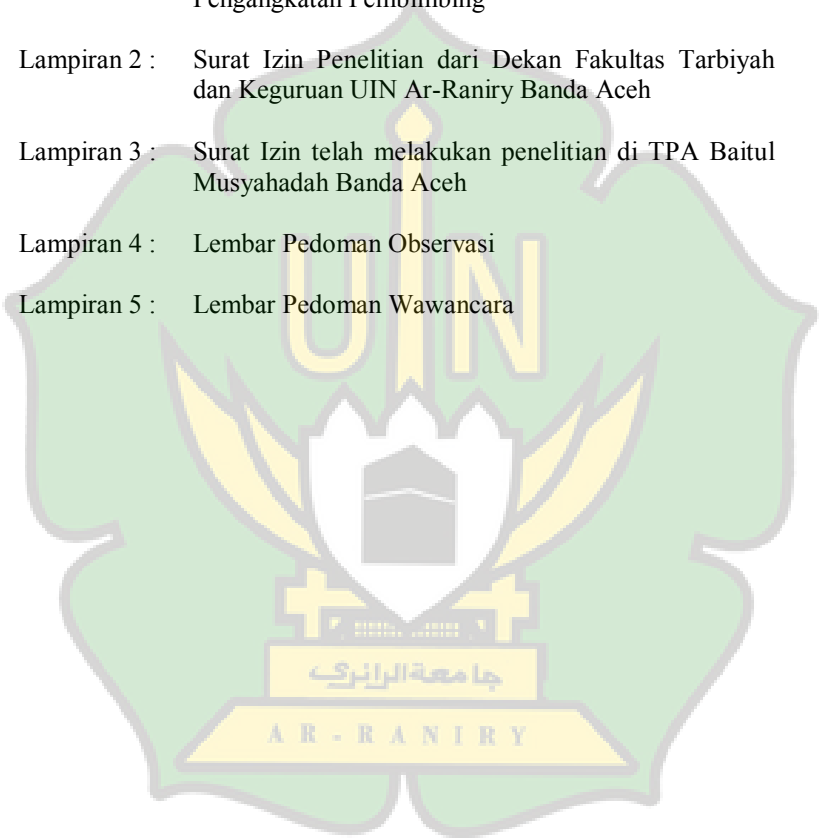 Pengangkatan Pembimbing
Lampiran 2 : Surat Izin Penelitian dari Dekan Fakultas Tarbiyah
dan Keguruan UIN Ar-Raniry Banda Aceh
Lampiran 3 : Surat Izin telah melakukan penelitian di TPA Baitul
Musyahadah Banda Aceh
Lampiran 4 : Lembar Pedoman Observasi
Lampiran 5 : Lembar Pedoman Wawancara
UIN
جامعة الرانري
AR-RANIRY